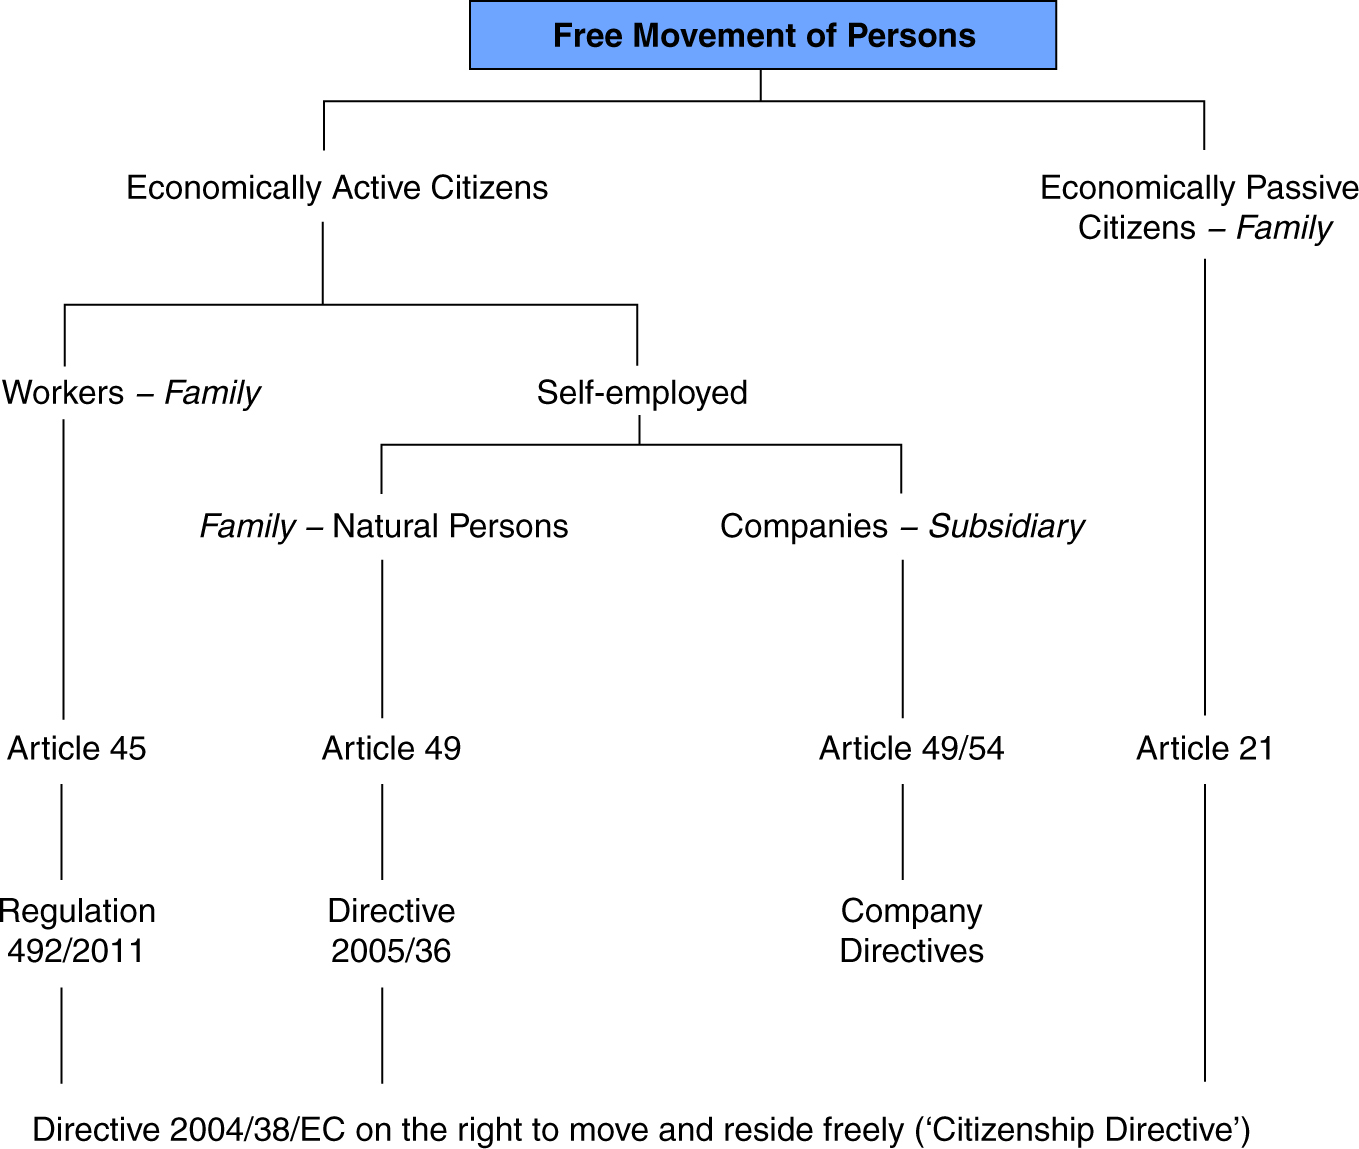 Free Movement of Persons
Economically Active Citizens
Economically Passive
Citizens – Family
Workers – Family
Self-employed
Family – Natural Persons
Companies – Subsidiary
Article 45
Article 49
Article 49/54
Article 21
Regulation
492/2011
Directive
2005/36
Company
Directives
Directive 2004/38/EC on the right to move and reside freely (‘Citizenship Directive’)